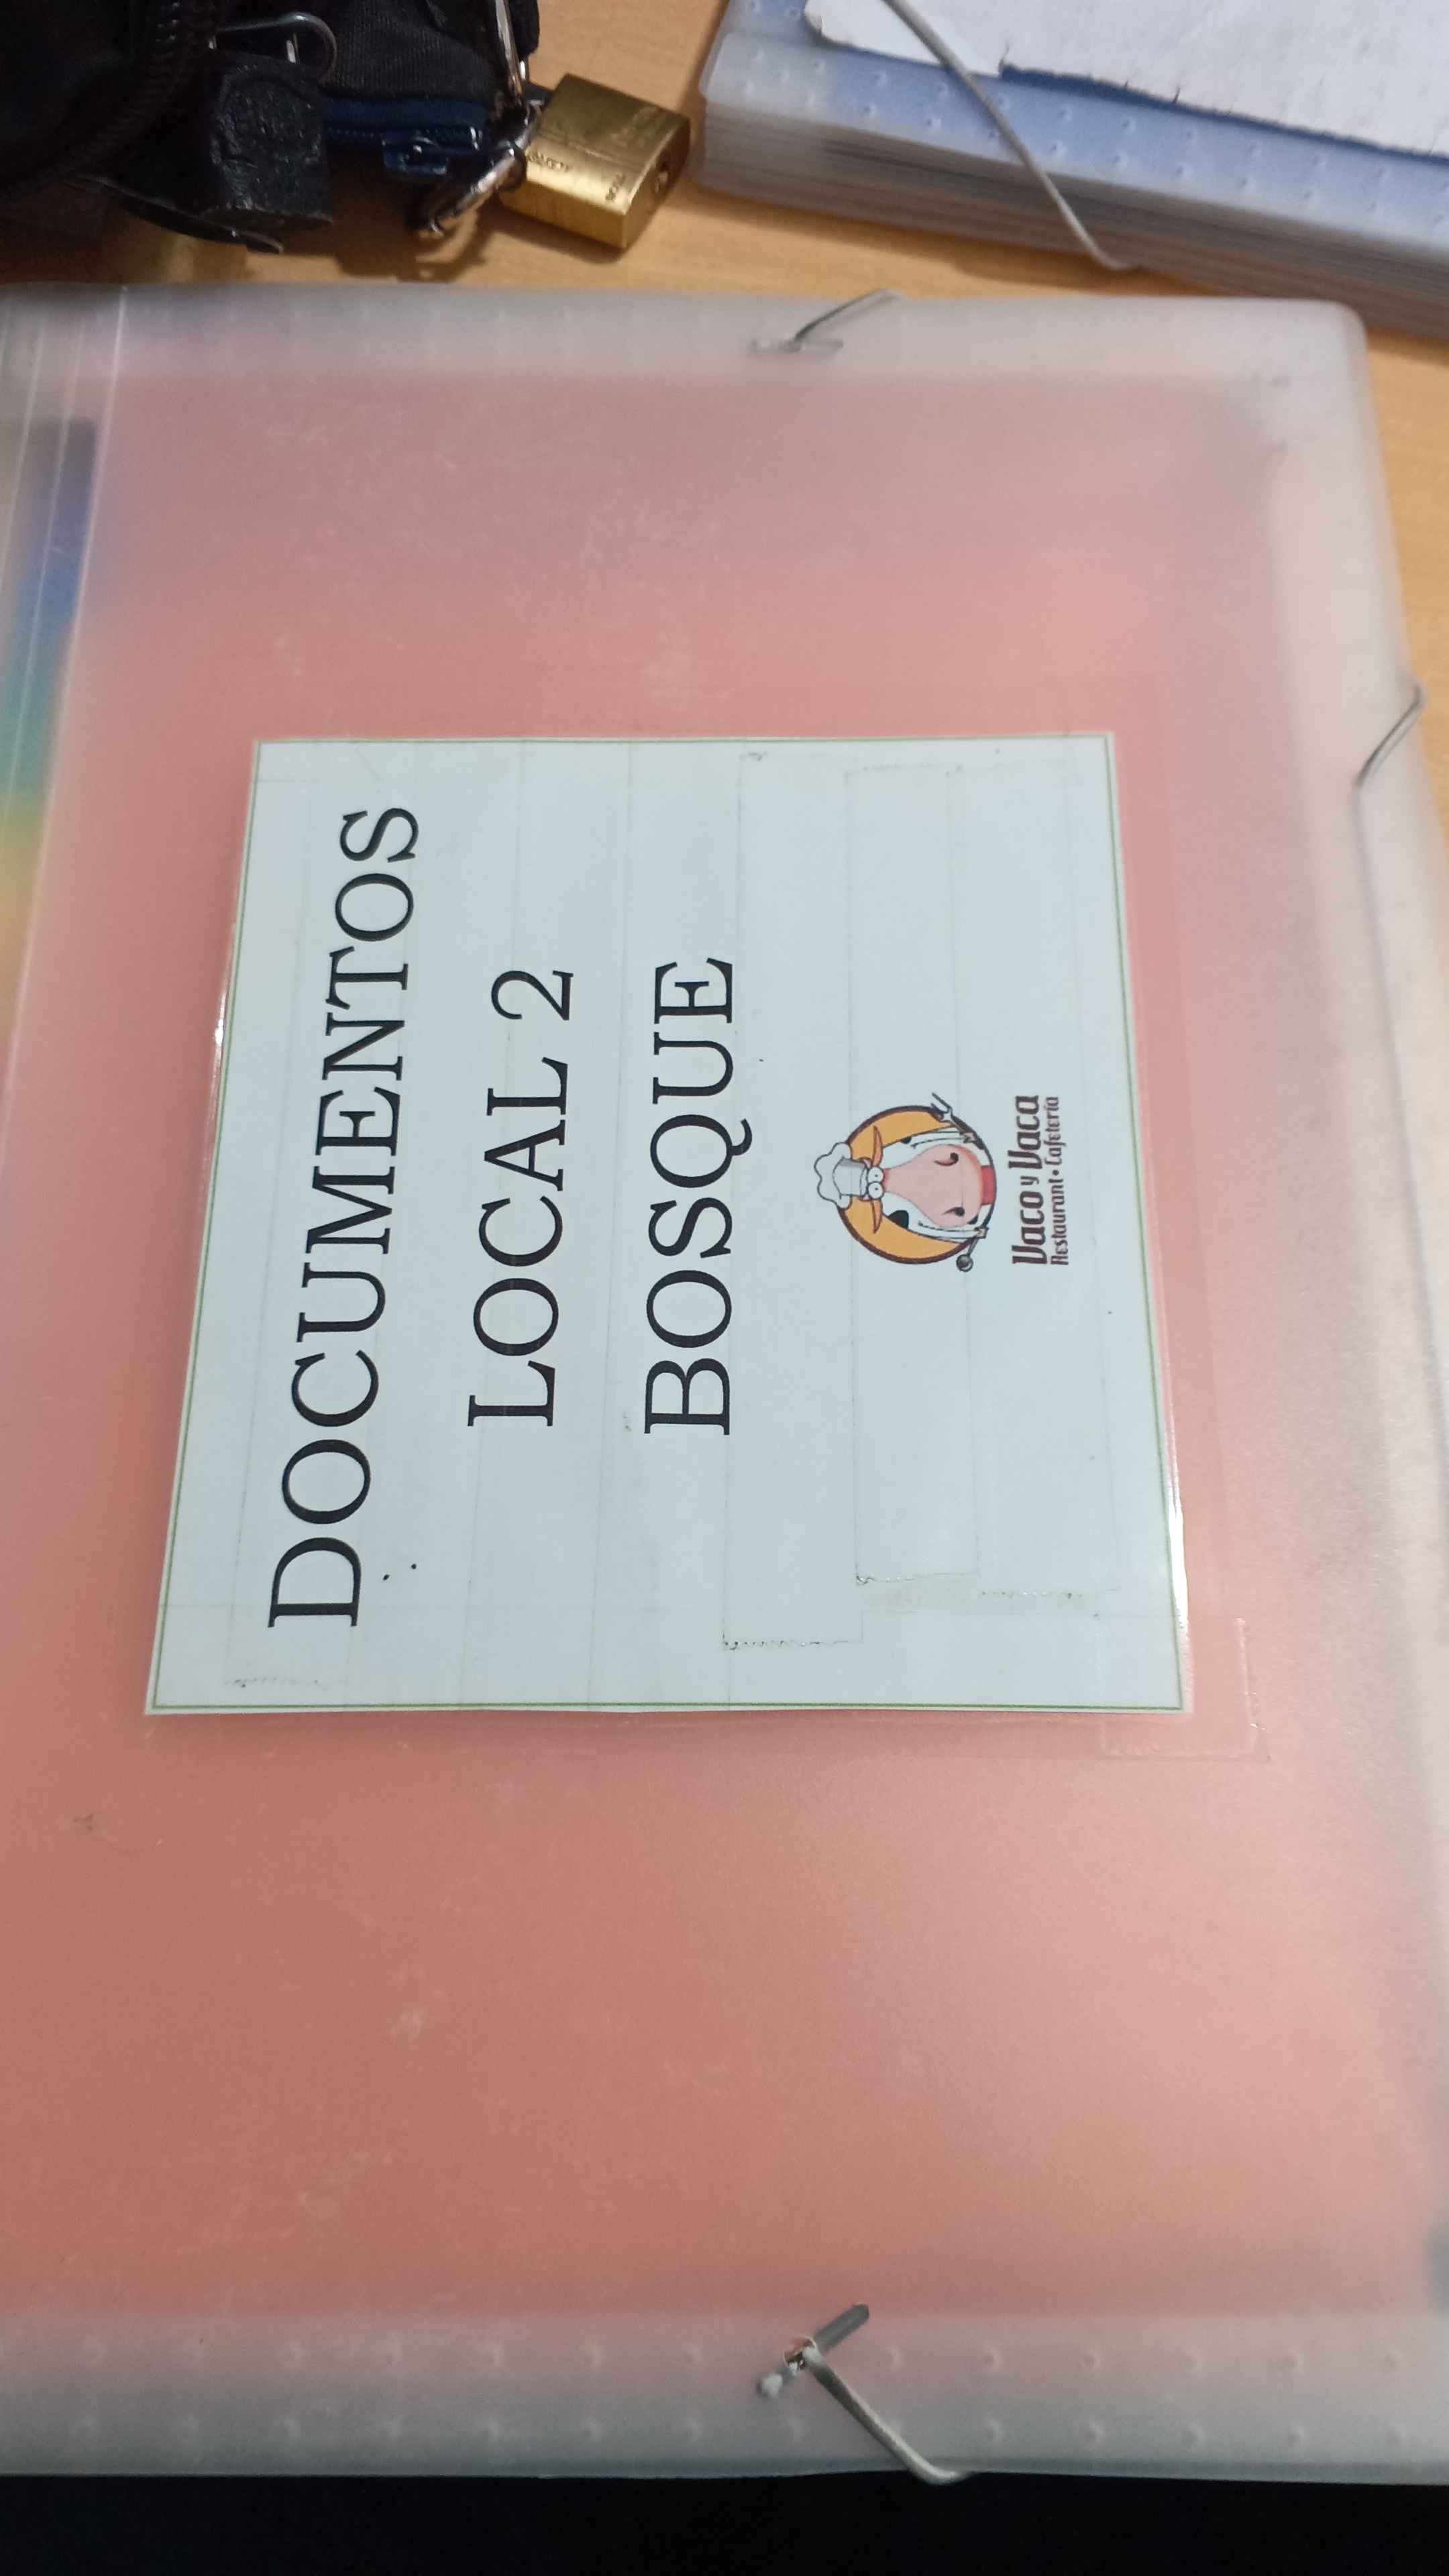 DOCUMENTOS
LOCAL 2
BOSQUE
Vaco y Vaca
Restaurant • Cafetería